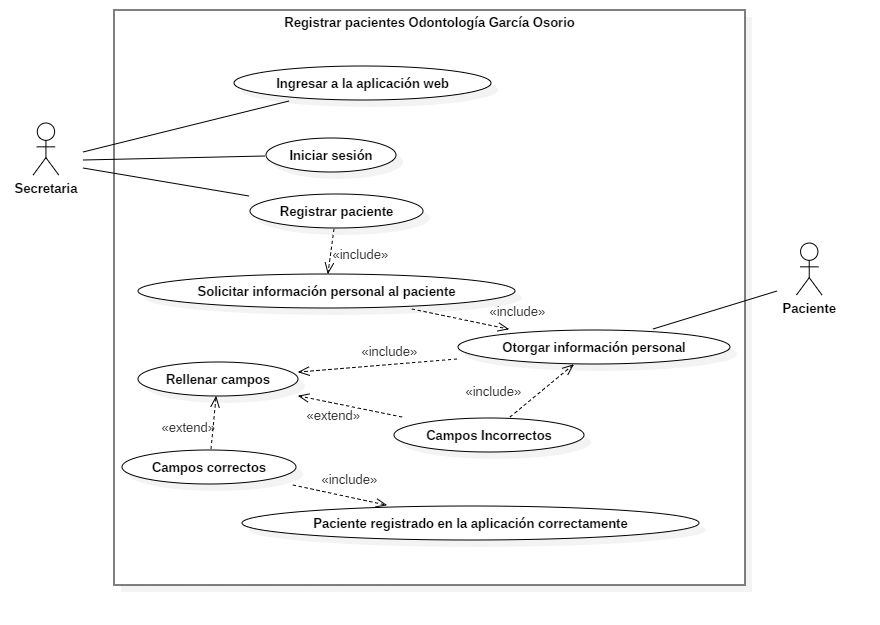 Registrar pacientes Odontología García Osorio
Ingresar a la aplicación web
Iniciar sesión
Secretaria
Registrar paciente
«include»
Solicitar información personal al paciente
Paciente
«include»
Otorgar información personal
«include»
Rellenar campos
«include»
«extend»
«extend»
Campos Incorrectos
Campos correctos
«include»
Paciente registrado en la aplicación correctamente